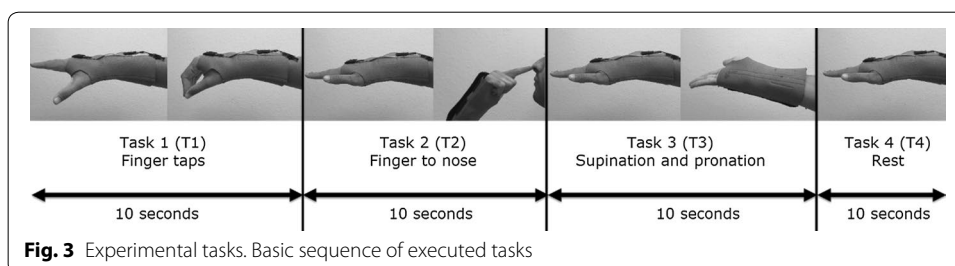 Task 1 (T1)
Finger taps
Task 2 (T2)
Finger to nose
Task 3 (T3)
Supination and pronation
Task 4 (T4)
Rest
10 seconds
10 seconds
10 seconds
10 seconds
Fig. 3 Experimental tasks. Basic sequence of executed tasks